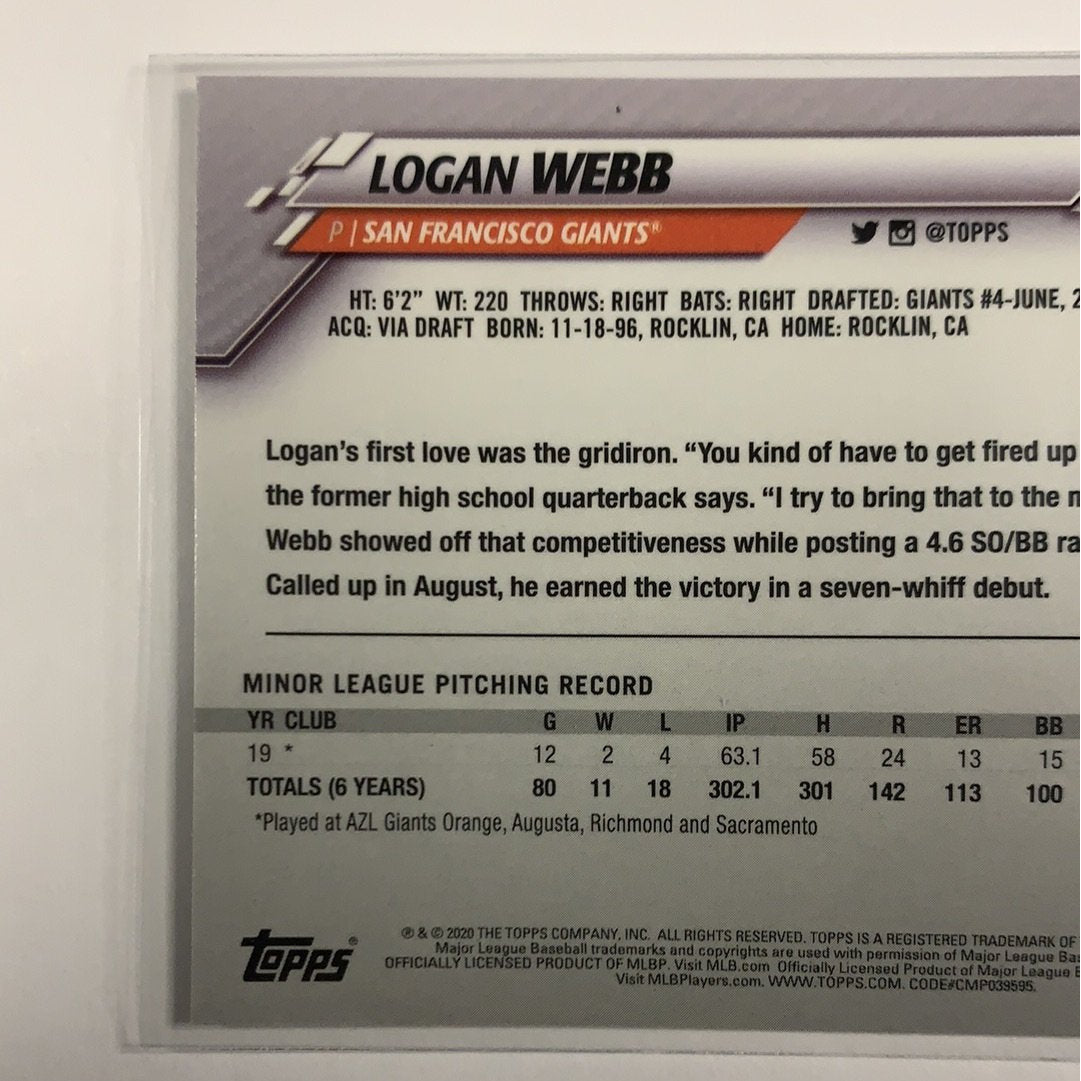 LOGAN WEBB
P | SAN FRANCISCO GIANTS®
@TOPPS
HT: 6'2" WT: 220 THROWS: RIGHT BATS: RIGHT DRAFTED: GIANTS #4-JUNE, 2
ACQ: VIA DRAFT BORN: 11-18-96, ROCKLIN, CA HOME: ROCKLIN, CA
Logan's first love was the gridiron. “You kind of have to get fired up
the former high school quarterback says. “I try to bring that to the
Webb showed off that competitiveness while posting a 4.6 SO/BB ra
Called up in August, he earned the victory in a seven-whiff debut.
MINOR LEAGUE PITCHING RECORD
YR CLUB G W L IP H R ER BB
19 * 12 2 4 63.1 58 24 13 15
TOTALS (6 YEARS) 80 11 18 302.1 301 142 113 100
*Played at AZL Giants Orange, Augusta, Richmond and Sacramento
topps®
® & © 2020 THE TOPPS COMPANY, INC. ALL RIGHTS RESERVED. TOPPS IS A REGISTERED TRADEMARK OF
Major League Baseball trademarks and copyrights are used with permission of Major League Bas
OFFICIALLY LICENSED PRODUCT OF MLBP. Visit MLB.com Officially Licensed Product of Major League
Visit MLBPlayers.com. WWW.TOPPS.COM. CODE#CMP039595.